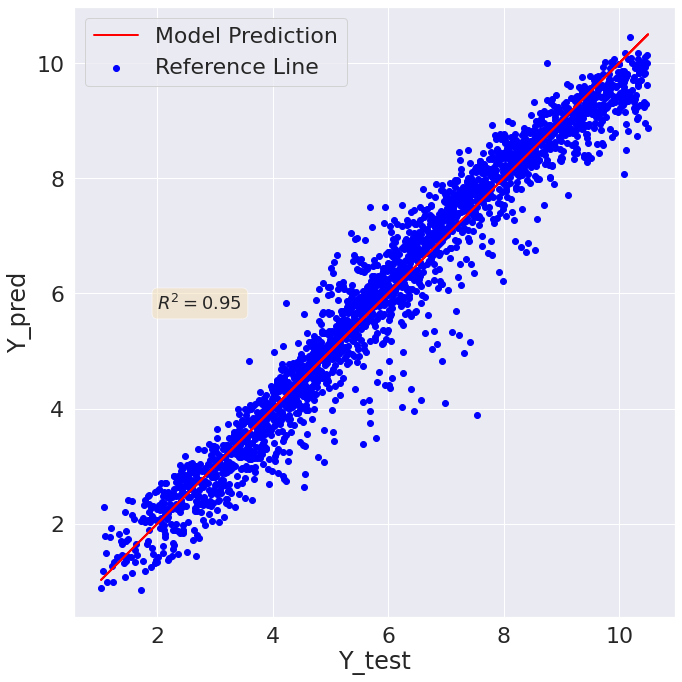 Model Prediction
Reference Line
10
8
6
4
2
R² = 0.95
Y_pred
2 4 6 8 10
Y_test